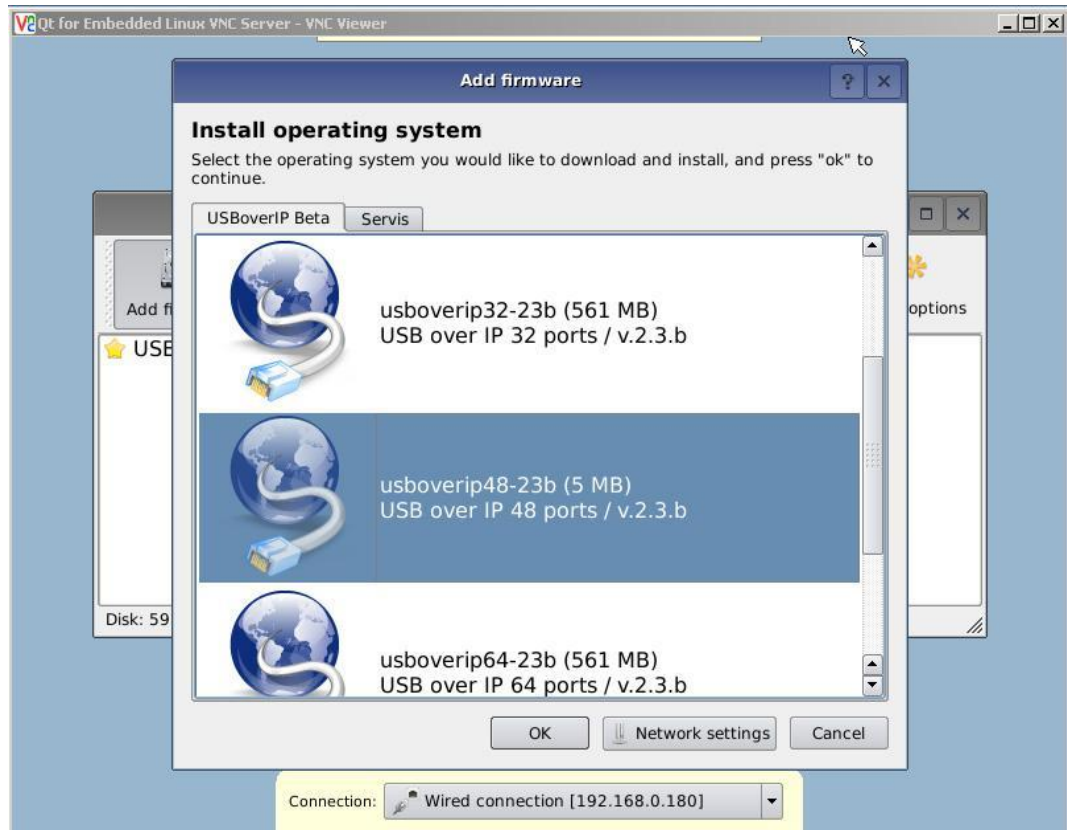 Qt for Embedded Linux VNC Server - VNC Viewer
Add firmware
Install operating system
Select the operating system you would like to download and install, and press "ok" to
continue.
USBoverIP Beta
Servis
Add fi
options
USB
usboverip32-23b (561 MB)
USB over IP 32 ports / v.2.3.b
usboverip48-23b (5 MB)
USB over IP 48 ports / v.2.3.b
usboverip64-23b (561 MB)
USB over IP 64 ports / v.2.3.b
Disk: 59
OK
Network settings
Cancel
Connection:
Wired connection [192.168.0.180]